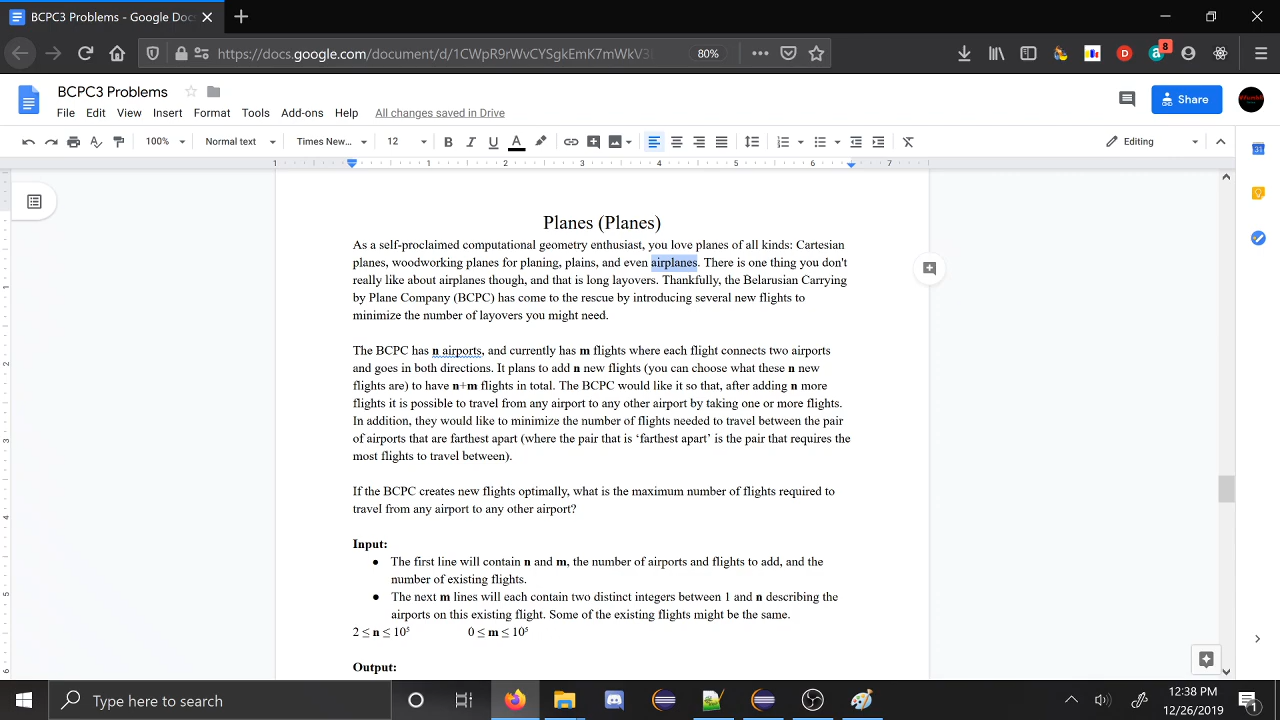 BCPC3 Problems - Google Doc
https://docs.google.com/document/d/1QWpR9rWvCYSgkEmK7mWkV3
80%
8
BCPC3 Problems
File Edit View Insert Format Tools Add-ons Help All changes saved in Drive
Share
100% Normal text Times New... 12 B I U A Editing
1 1 2 3 4 5 6 7
Planes (Planes)
As a self-proclaimed computational geometry enthusiast, you love planes of all kinds: Cartesian
planes, woodworking planes for planing, plains, and even airplanes. There is one thing you don't
really like about airplanes though, and that is long layovers. Thankfully, the Belarusian Carrying
by Plane Company (BCPC) has come to the rescue by introducing several new flights to
minimize the number of layovers you might need.
The BCPC has n airports, and currently has m flights where each flight connects two airports
and goes in both directions. It plans to add n new flights (you can choose what these n new
flights are) to have n+m flights in total. The BCPC would like it so that, after adding n more
flights it is possible to travel from any airport to any other airport by taking one or more flights.
In addition, they would like to minimize the number of flights needed to travel between the pair
of airports that are farthest apart (where the pair that is ‘farthest apart’ is the pair that requires the
most flights to travel between).
If the BCPC creates new flights optimally, what is the maximum number of flights required to
travel from any airport to any other airport?
Input:
● The first line will contain n and m, the number of airports and flights to add, and the
number of existing flights.
● The next m lines will each contain two distinct integers between 1 and n describing the
airports on this existing flight. Some of the existing flights might be the same.
2 ≤ n ≤ 10⁵ 0 ≤ m ≤ 10⁵
Output:
Type here to search
12:38 PM
12/26/2019
1